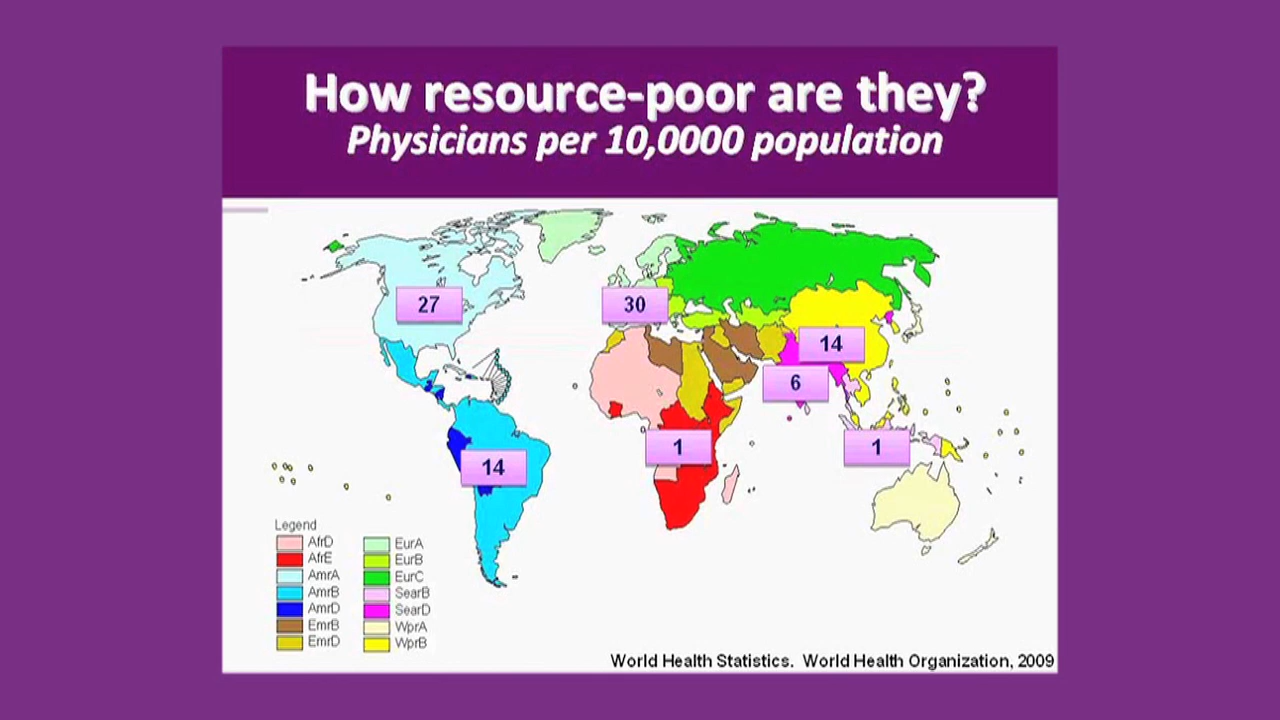 How resource-poor are they?
Physicians per 10,0000 population
27
30
14
6
1
1
14
Legend
AfrD
AfrE
AmrA
AmrB
AmrD
EmrB
EmrD
EurA
EurB
EurC
SearB
SearD
WprA
WprB
World Health Statistics. World Health Organization, 2009